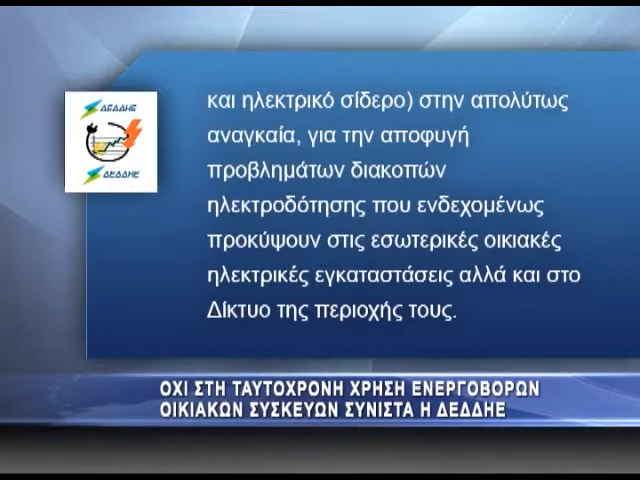 ΔΕΔΔΗΕ
ΔΕΔΔΗΕ
και ηλεκτρικό σίδερο) στην απολύτως
αναγκαία, για την αποφυγή
προβλημάτων διακοπών
ηλεκτροδότησης που ενδεχομένως
προκύψουν στις εσωτερικές οικιακές
ηλεκτρικές εγκαταστάσεις αλλά και στο
Δίκτυο της περιοχής τους.
ΟΧΙ ΣΤΗ ΤΑΥΤΟΧΡΟΝΗ ΧΡΗΣΗ ΕΝΕΡΓΟΒΟΡΩΝ
ΟΙΚΙΑΚΩΝ ΣΥΣΚΕΥΩΝ ΣΥΝΙΣΤΑ Η ΔΕΔΔΗΕ